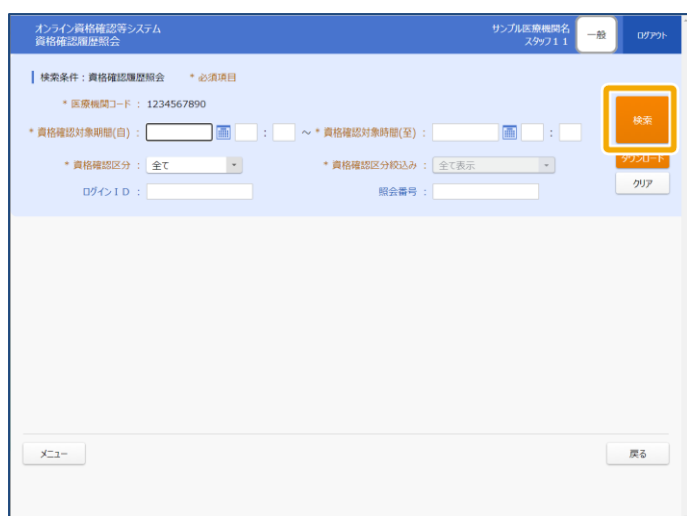 オンライン資格確認等システム
資格確認履歴照会
サンプル医療機関名
スタッフ11
一般
ログアウト
検索条件：資格確認履歴照会 * 必須項目
* 医療機関コード : 1234567890
* 資格確認対象期間(自) : : ～ * 資格確認対象時間(至) : :
検索
* 資格確認区分 : 全て * 資格確認区分絞込み : 全て表示
ダウンロード
ログインＩＤ : 照会番号 :
クリア
メニュー
戻る